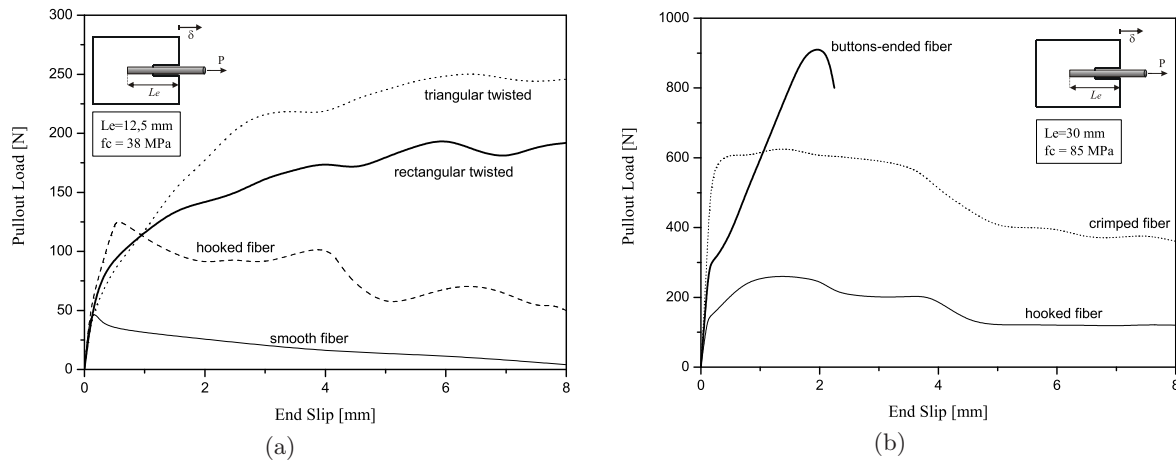 300
250
200
150
100
50
0
Pullout Load [N]
δ
P
Le
Le=12,5 mm
fc = 38 MPa
triangular twisted
rectangular twisted
hooked fiber
smooth fiber
0 2 4 6 8
End Slip [mm]
(a)
1000
800
600
400
200
0
Pullout Load [N]
buttons-ended fiber
δ
P
Le
Le=30 mm
fc = 85 MPa
crimped fiber
hooked fiber
0 2 4 6 8
End Slip [mm]
(b)